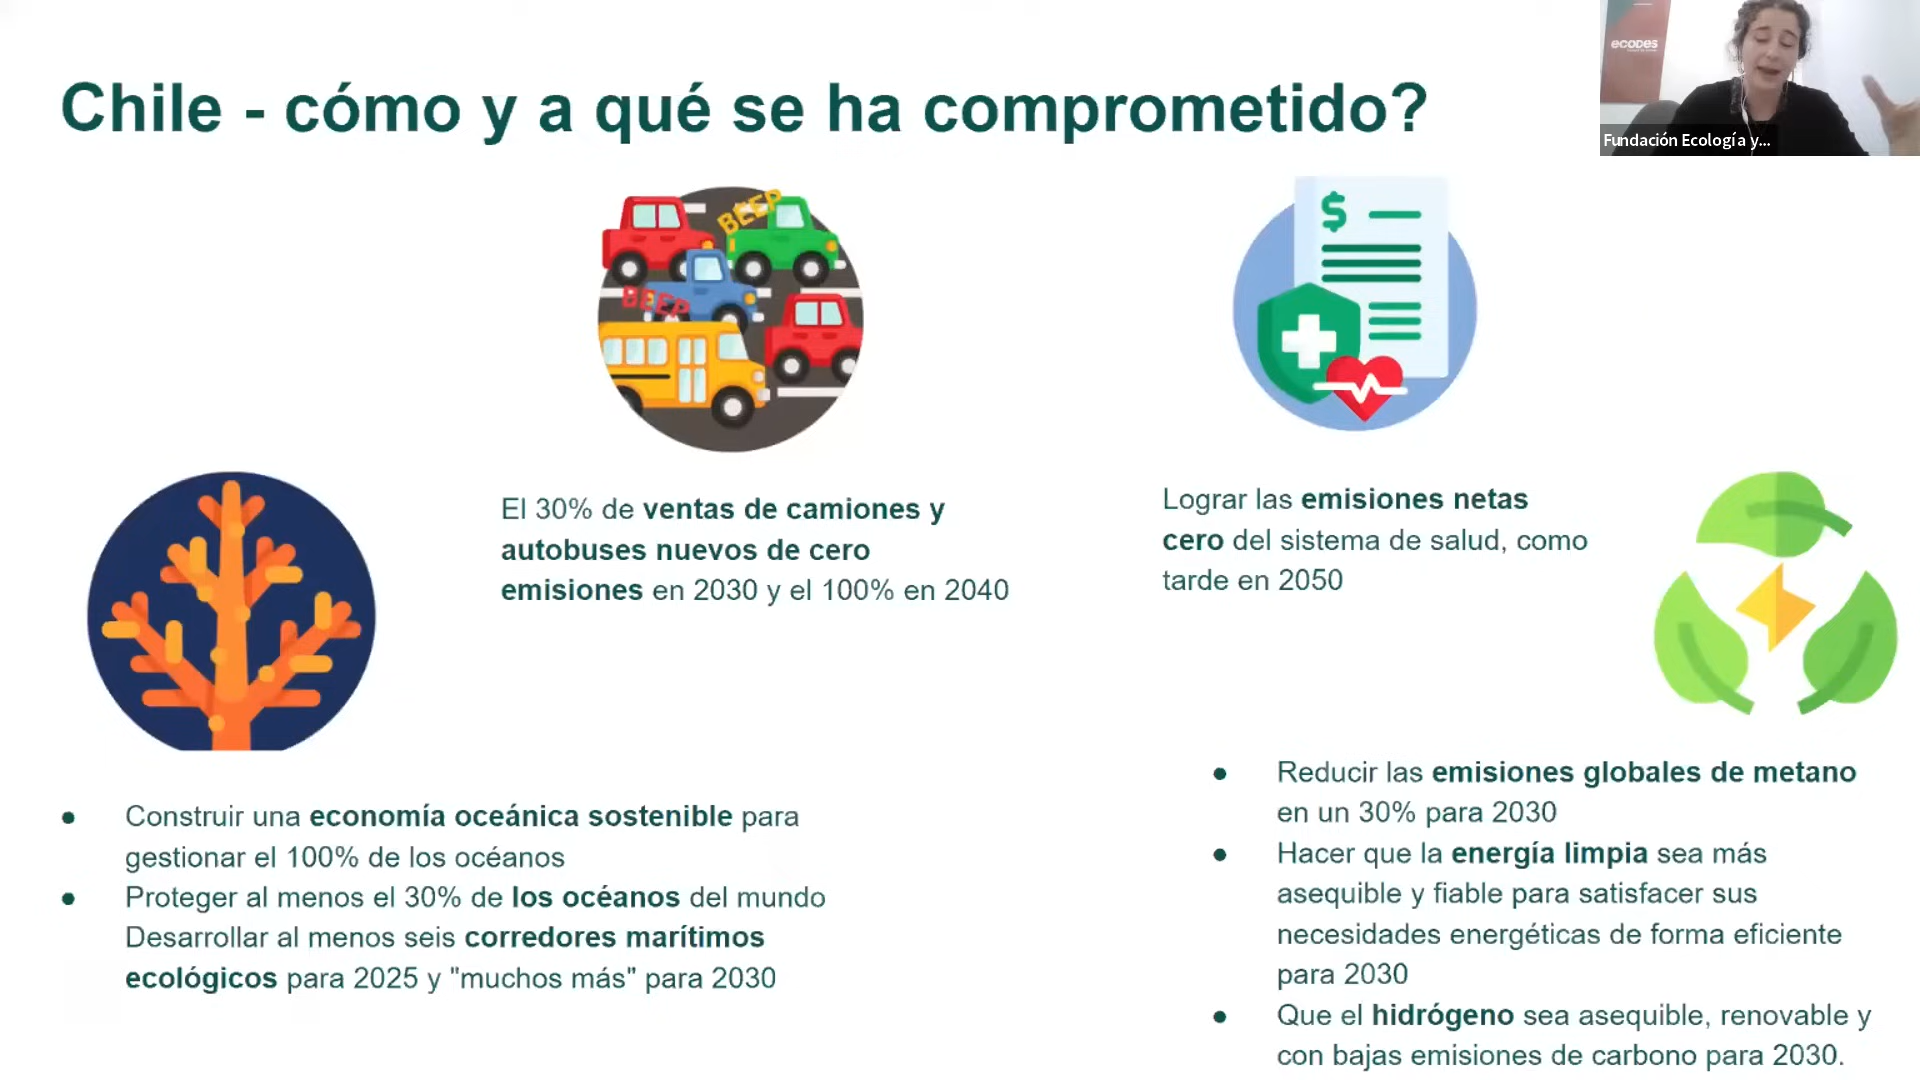 Chile - cómo y a qué se ha comprometido?
ecodes
Fundación Ecología y...
BEEP
BEEP
$
El 30% de ventas de camiones y
autobuses nuevos de cero
emisiones en 2030 y el 100% en 2040
Lograr las emisiones netas
cero del sistema de salud, como
tarde en 2050
● Construir una economía oceánica sostenible para
gestionar el 100% de los océanos
● Proteger al menos el 30% de los océanos del mundo
Desarrollar al menos seis corredores marítimos
ecológicos para 2025 y "muchos más" para 2030
● Reducir las emisiones globales de metano
en un 30% para 2030
● Hacer que la energía limpia sea más
asequible y fiable para satisfacer sus
necesidades energéticas de forma eficiente
para 2030
● Que el hidrógeno sea asequible, renovable y
con bajas emisiones de carbono para 2030.